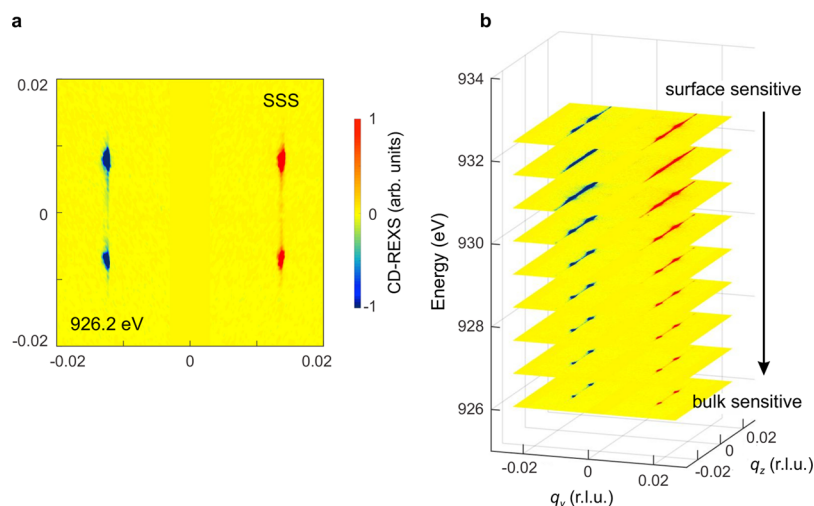 a
0.02
0
-0.02
-0.02
0
0.02
SSS
926.2 eV
1
0
-1
CD-REXS (arb. units)
b
934
932
930
928
926
Energy (eV)
surface sensitive
bulk sensitive
-0.02
0
0.02
qy (r.l.u.)
-0.02
0
0.02
qz (r.l.u.)